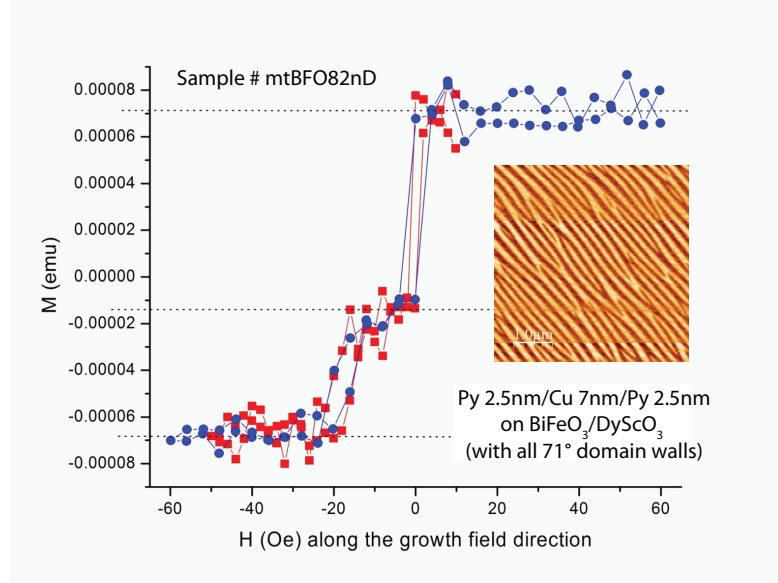 Sample # mtBFO82nD
0.00008
0.00006
0.00004
0.00002
0.00000
-0.00002
-0.00004
-0.00006
-0.00008
M (emu)
1.0μm
Py 2.5nm/Cu 7nm/Py 2.5nm
on BiFeO3/DyScO3
(with all 71° domain walls)
-60 -40 -20 0 20 40 60
H (Oe) along the growth field direction